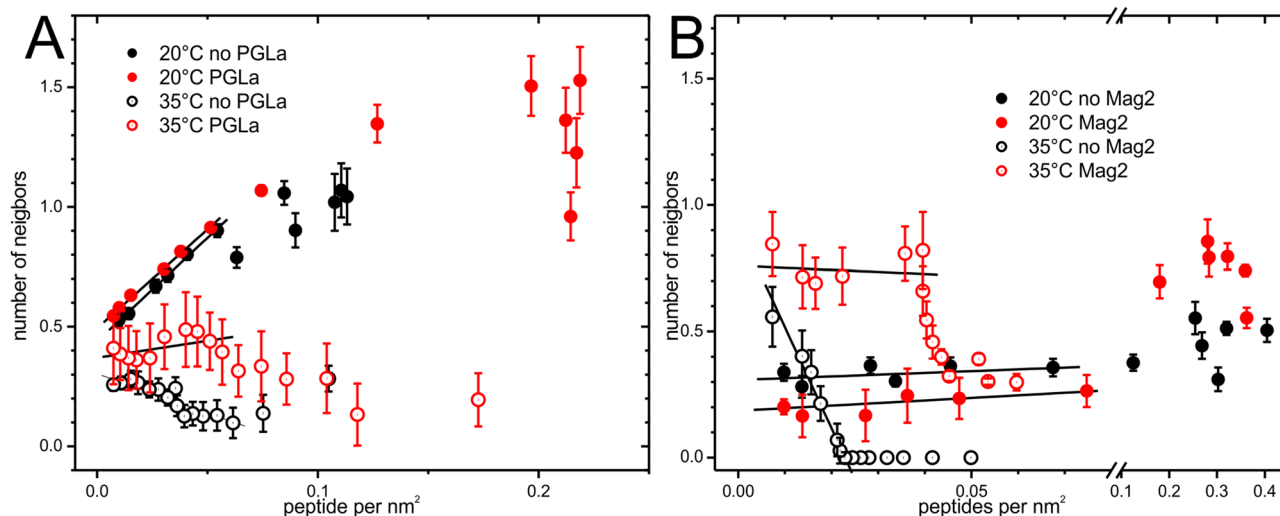 A
20°C no PGLa
20°C PGLa
35°C no PGLa
35°C PGLa
number of neigbors
1.5
1.0
0.5
0.0
0.0
0.1
0.2
peptide per nm²
B
20°C no Mag2
20°C Mag2
35°C no Mag2
35°C Mag2
number of neigbors
1.5
1.0
0.5
0.0
0.00
0.05
0.1
0.2
0.3
0.4
peptides per nm²